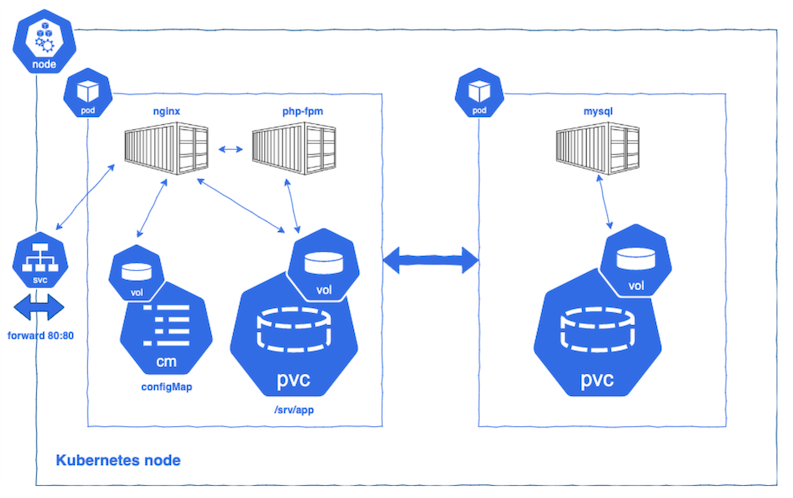 node
pod
pod
nginx
php-fpm
mysql
svc
forward 80:80
vol
cm
configMap
vol
pvc
/srv/app
vol
pvc
Kubernetes node